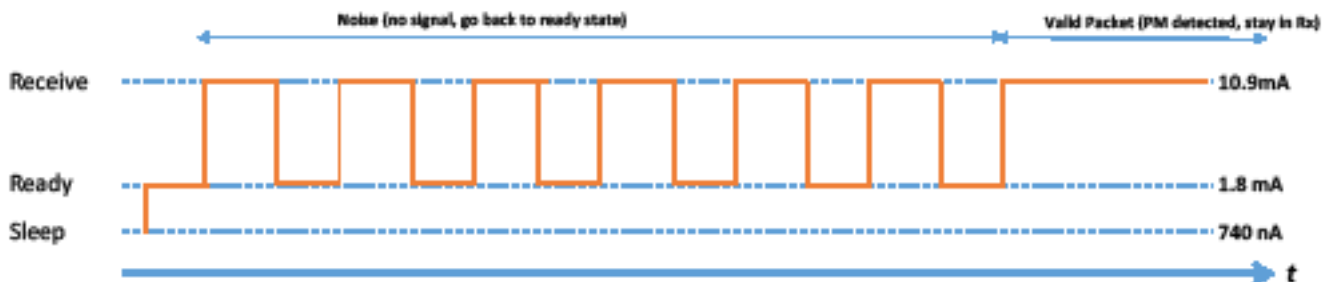 Noise (no signal, go back to ready state)
Valid Packet (PM detected, stay in Rx)
Receive
10.9mA
Ready
1.8 mA
Sleep
740 nA
t